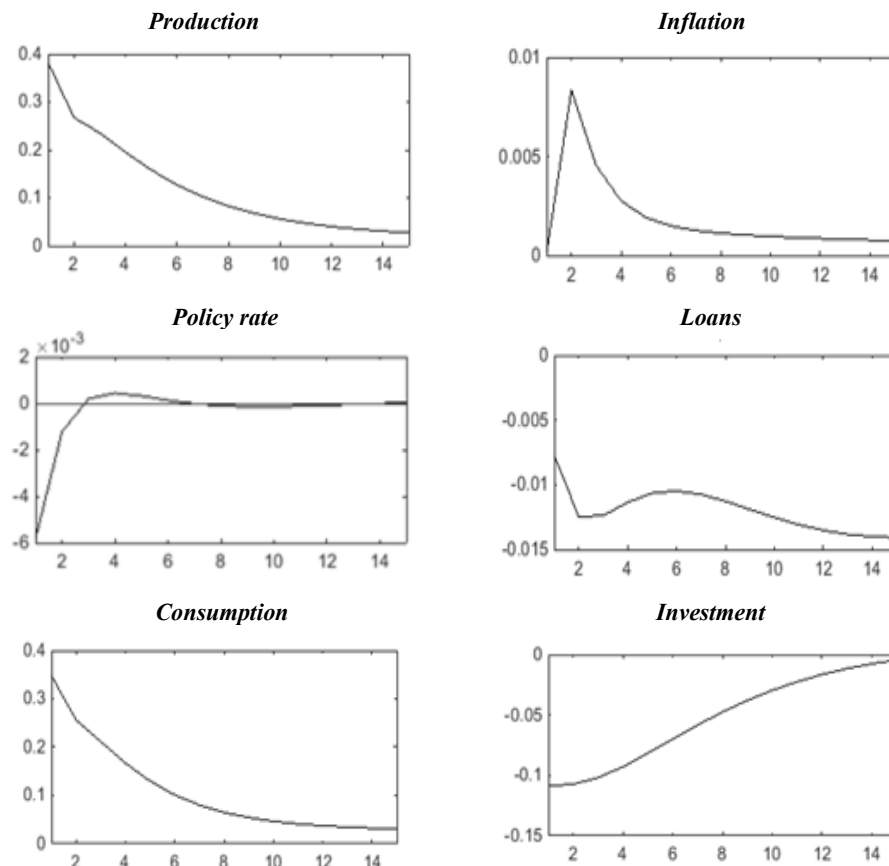 Production
0.4
0.3
0.2
0.1
0
2 4 6 8 10 12 14
Inflation
0.01
0.005
0
2 4 6 8 10 12 14
Policy rate
× 10⁻³
2
0
-2
-4
-6
2 4 6 8 10 12 14
Loans
0
-0.005
-0.01
-0.015
2 4 6 8 10 12 14
Consumption
0.4
0.3
0.2
0.1
0
2 4 6 8 10 12 14
Investment
0
-0.05
-0.1
-0.15
2 4 6 8 10 12 14